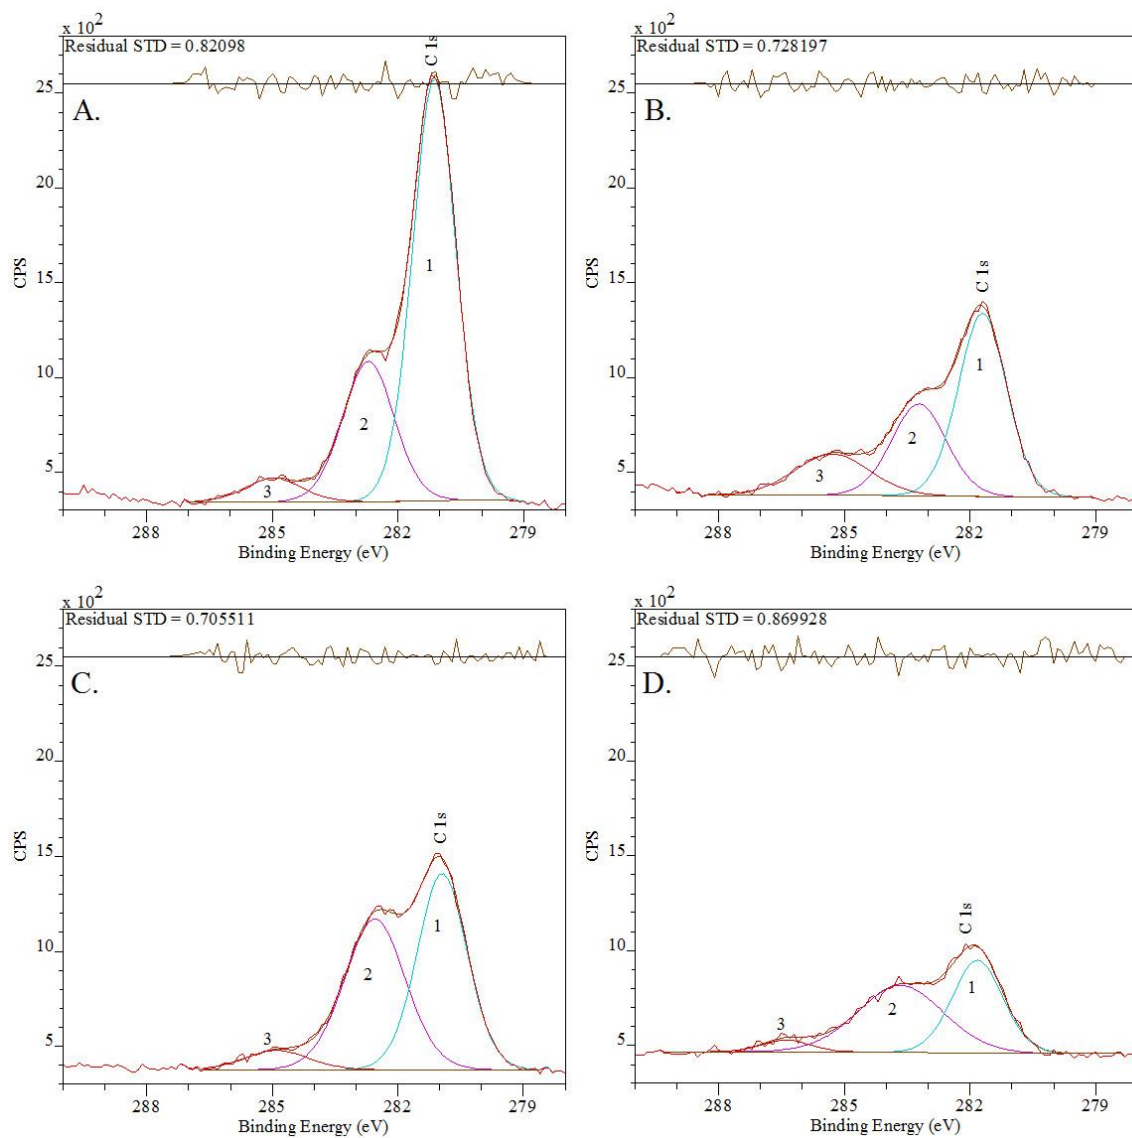 x 10²
Residual STD = 0.82098
C 1s
A.
25
20
15
10
5
CPS
1
2
3
288 285 282 279
Binding Energy (eV)
x 10²
Residual STD = 0.728197
B.
25
20
15
10
5
CPS
C 1s
1
2
3
288 285 282 279
Binding Energy (eV)
x 10²
Residual STD = 0.705511
C.
25
20
15
10
5
CPS
C 1s
1
2
3
288 285 282 279
Binding Energy (eV)
x 10²
Residual STD = 0.869928
D.
25
20
15
10
5
CPS
C 1s
1
2
3
288 285 282 279
Binding Energy (eV)